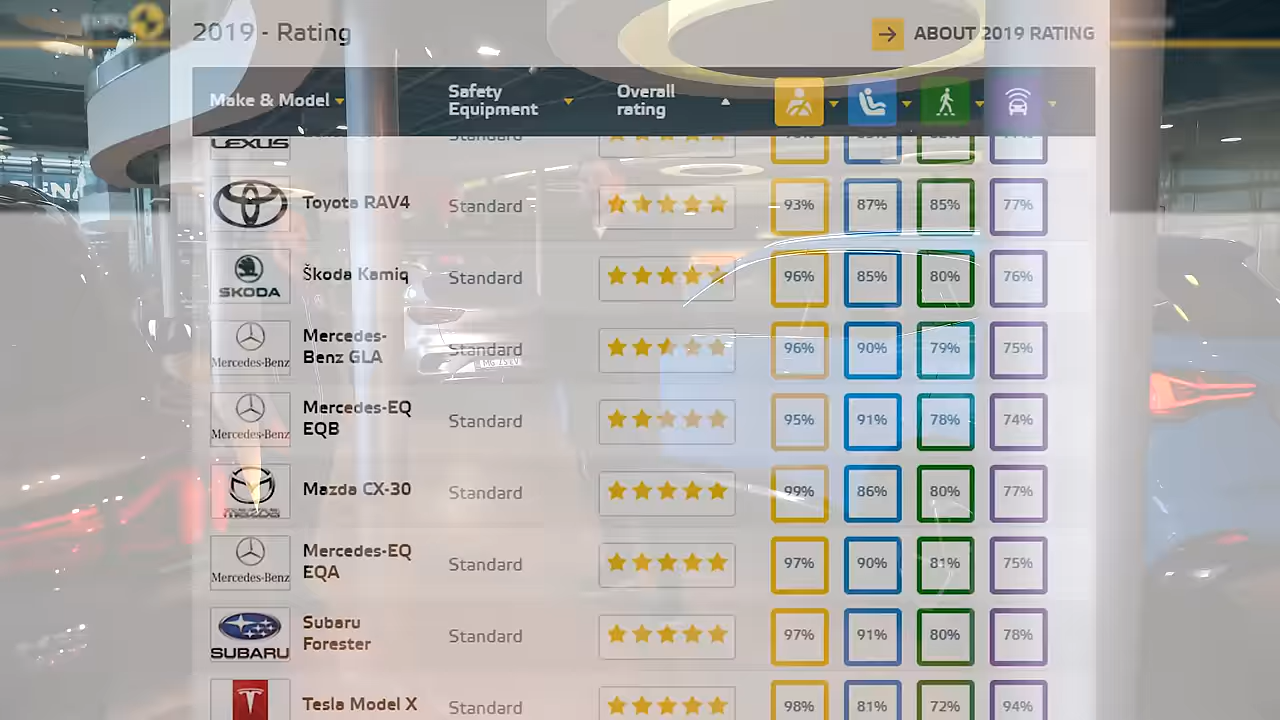 2019 - Rating
ABOUT 2019 RATING
Make & Model
Safety Equipment
Overall rating
LEXUS
Toyota RAV4 Standard 93% 87% 85% 77%
SKODA Škoda Kamiq Standard 96% 85% 80% 76%
Mercedes-Benz Mercedes-Benz GLA Standard 96% 90% 79% 75%
Mercedes-Benz Mercedes-EQ EQB Standard 95% 91% 78% 74%
mazda Mazda CX-30 Standard 99% 86% 80% 77%
Mercedes-Benz Mercedes-EQ EQA Standard 97% 90% 81% 75%
SUBARU Subaru Forester Standard 97% 91% 80% 78%
Tesla Model X Standard 98% 81% 72% 94%